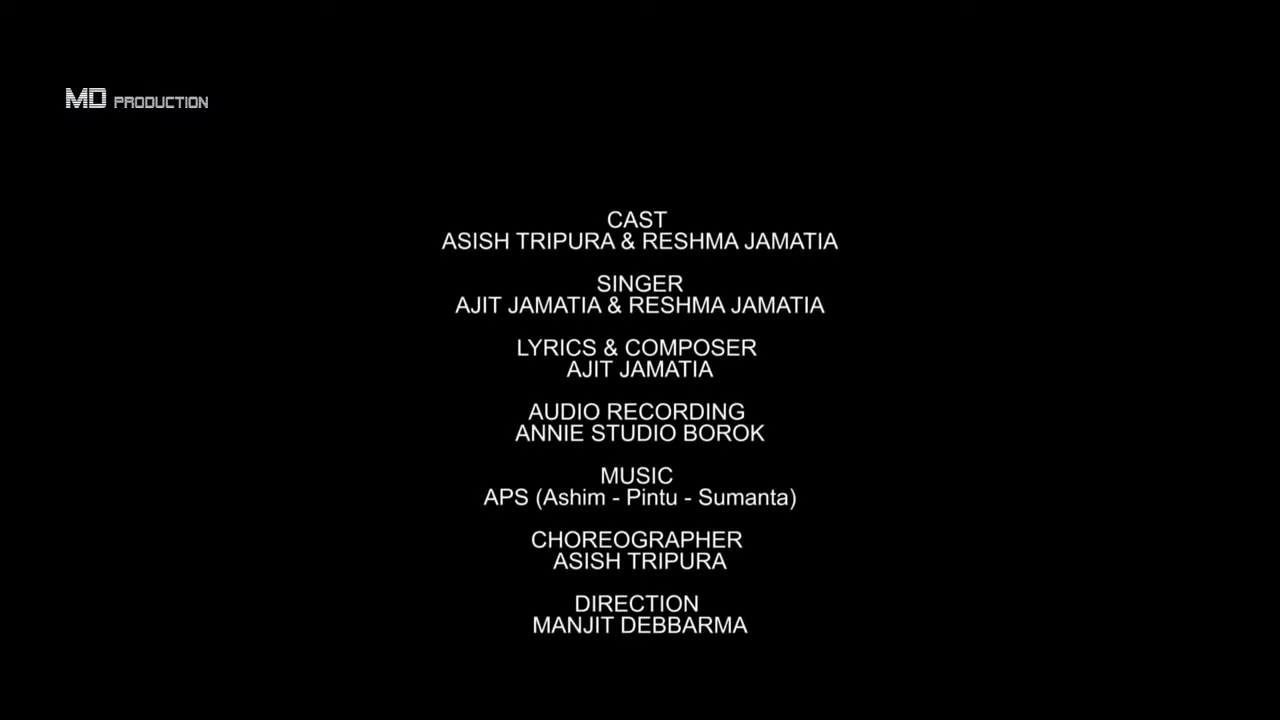 MD PRODUCTION
CAST
ASISH TRIPURA & RESHMA JAMATIA
SINGER
AJIT JAMATIA & RESHMA JAMATIA
LYRICS & COMPOSER
AJIT JAMATIA
AUDIO RECORDING
ANNIE STUDIO BOROK
MUSIC
APS (Ashim - Pintu - Sumanta)
CHOREOGRAPHER
ASISH TRIPURA
DIRECTION
MANJIT DEBBARMA